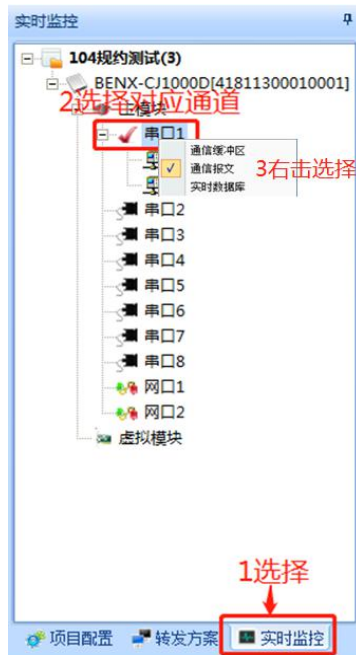 实时监控
104规约测试(3)
BENX-CJ1000D[41811300010001]
2选择对应通道
主模块
串口1
通信缓冲区
通信报文
3右击选择
实时数据库
串口2
串口3
串口4
串口5
串口6
串口7
串口8
网口1
网口2
虚拟模块
1选择
项目配置 转发方案 实时监控